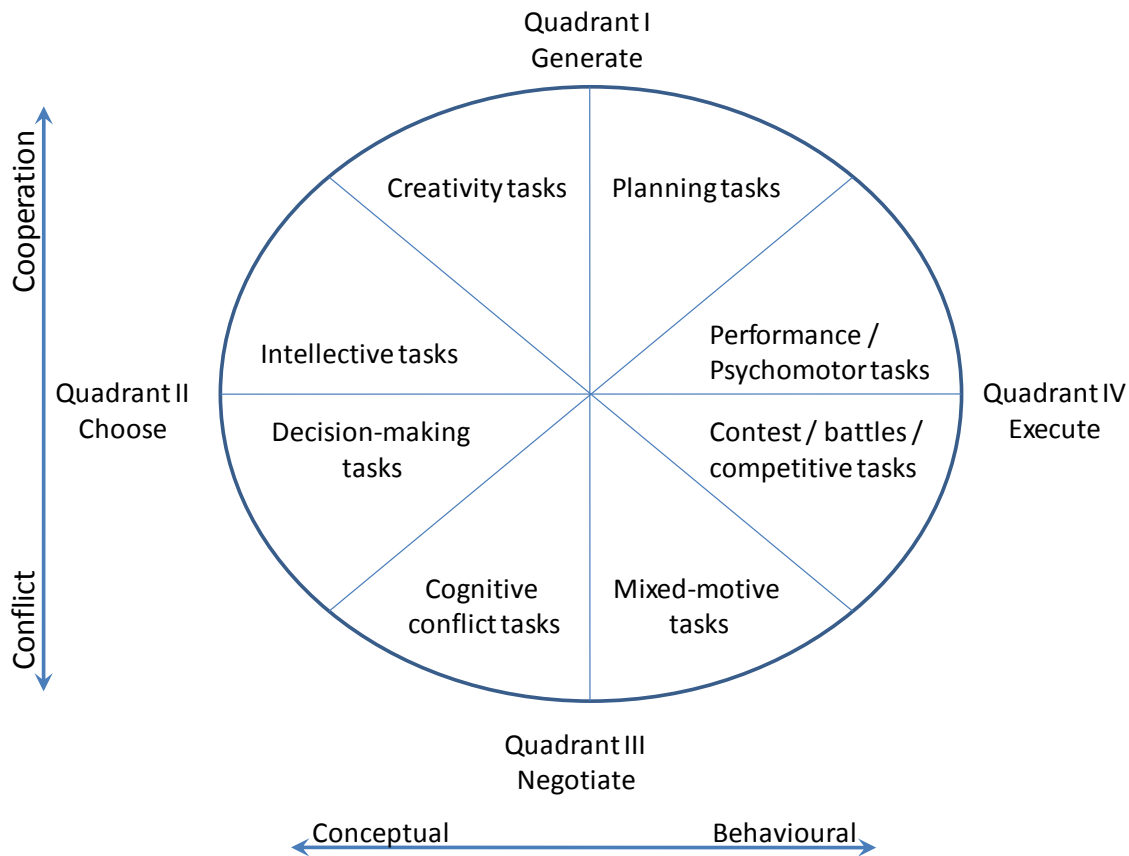 Quadrant I
Generate
Cooperation
Creativity tasks
Planning tasks
Intellective tasks
Performance /
Psychomotor tasks
Quadrant II
Choose
Quadrant IV
Execute
Decision-making
tasks
Contest / battles /
competitive tasks
Conflict
Cognitive
conflict tasks
Mixed-motive
tasks
Quadrant III
Negotiate
Conceptual
Behavioural